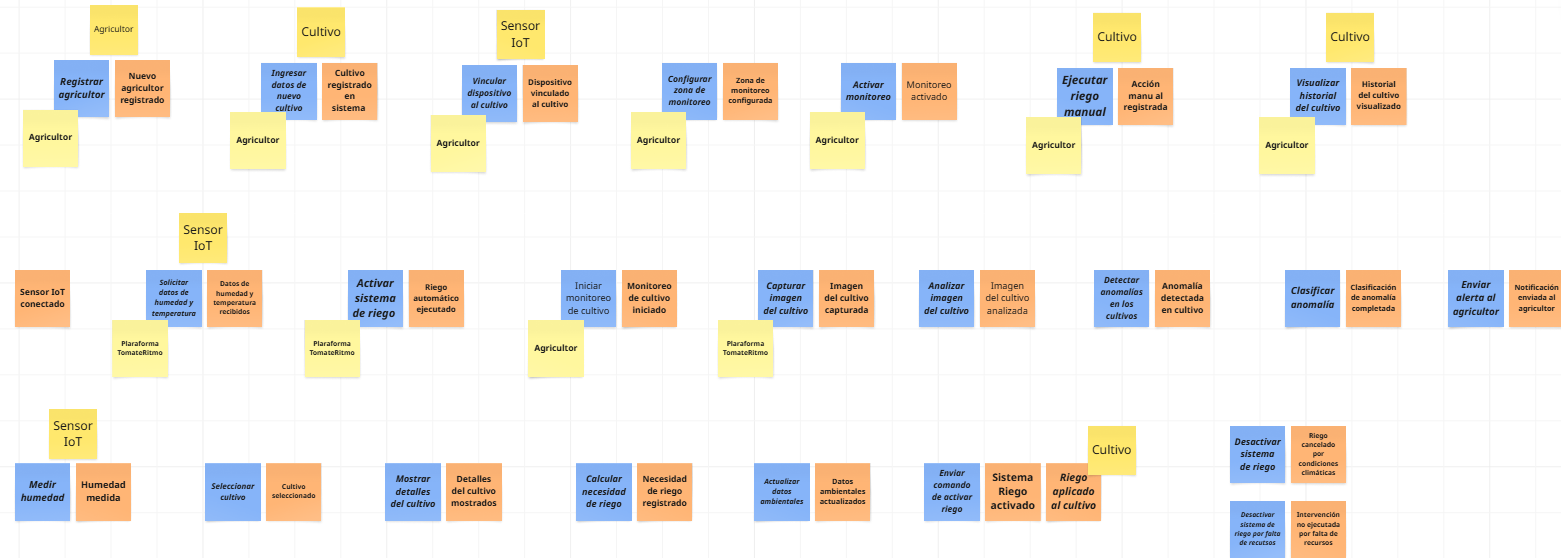 Agricultor
Registrar
agricultor
Nuevo
agricultor
registrado
Agricultor
Cultivo
Ingresar
datos de
nuevo
cultivo
Cultivo
registrado
en
sistema
Agricultor
Sensor
IoT
Vincular
dispositivo
al cultivo
Dispositivo
vinculado
al cultivo
Agricultor
Configurar
zona de
monitoreo
Zona de
monitoreo
configurada
Agricultor
Activar
monitoreo
Monitoreo
activado
Agricultor
Cultivo
Ejecutar
riego
manual
Acción
manu al
registrada
Agricultor
Cultivo
Visualizar
historial
del cultivo
Historial
del cultivo
visualizado
Agricultor
Sensor IoT
conectado
Sensor
IoT
Solicitar
datos de
humedad y
temperatura
Datos de
humedad y
temperatura
recibidos
Plaraforma
TomateRitmo
Activar
sistema
de riego
Riego
automático
ejecutado
Plaraforma
TomateRitmo
Iniciar
monitoreo
de cultivo
Monitoreo
de cultivo
iniciado
Agricultor
Capturar
imagen
del cultivo
Imagen
del cultivo
capturada
Plaraforma
TomateRitmo
Analizar
imagen
del cultivo
Imagen
del cultivo
analizada
Detectar
anomalías
en los
cultivos
Anomalía
detectada
en cultivo
Clasificar
anomalía
Clasificación
de anomalía
completada
Enviar
alerta al
agricultor
Notificación
enviada al
agricultor
Sensor
IoT
Medir
humedad
Humedad
medida
Seleccionar
cultivo
Cultivo
seleccionado
Mostrar
detalles
del cultivo
Detalles
del cultivo
mostrados
Calcular
necesidad
de riego
Necesidad
de riego
registrado
Actualizar
datos
ambientales
Datos
ambientales
actualizados
Enviar
comando
de activar
riego
Sistema
Riego
activado
Riego
aplicado
al cultivo
Cultivo
Desactivar
sistema
de riego
Riego
cancelado
por
condiciones
climáticas
Desactivar
sistema de
riego por falta
de recutsos
Intervención
no ejecutada
por falta de
recursos